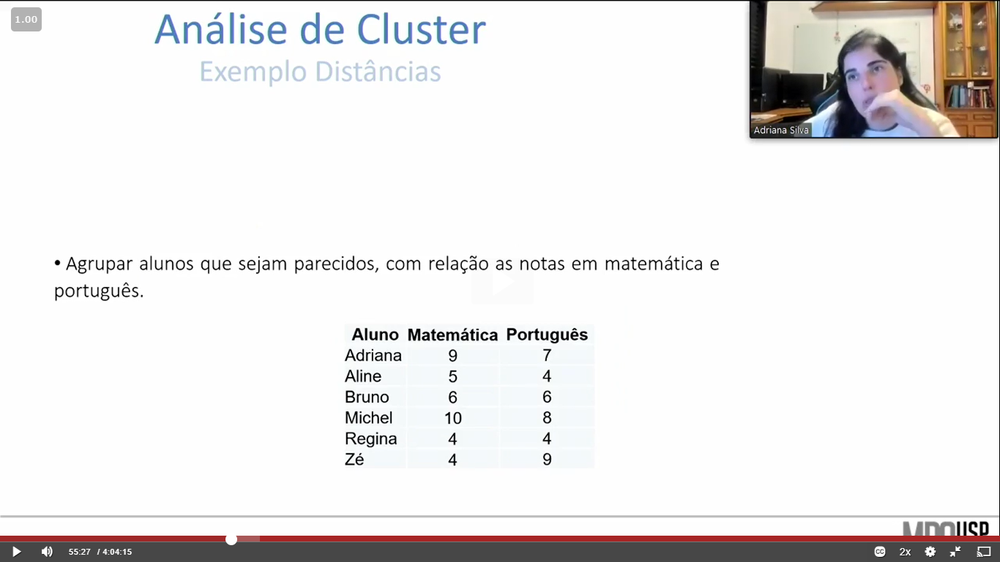 1.00
Análise de Cluster
Exemplo Distâncias
Adriana Silva
• Agrupar alunos que sejam parecidos, com relação as notas em matemática e
português.
Aluno Matemática Português
Adriana 9 7
Aline 5 4
Bruno 6 6
Michel 10 8
Regina 4 4
Zé 4 9
55:27 / 4:04:15
CC
2x